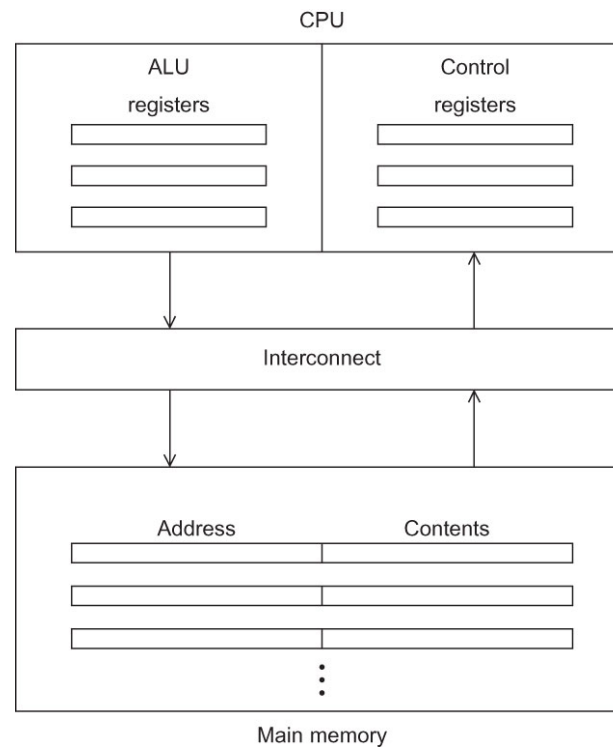 CPU
ALU
Control
registers
registers
Interconnect
Address
Contents
Main memory